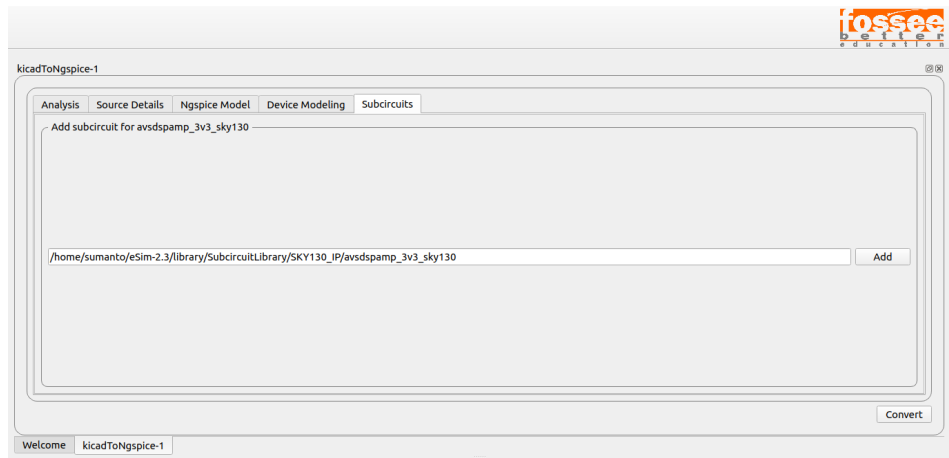 fossee
better
education
kicadToNgspice-1
Analysis Source Details Ngspice Model Device Modeling Subcircuits
Add subcircuit for avsdspamp_3v3_sky130
/home/sumanto/eSim-2.3/library/SubcircuitLibrary/SKY130_IP/avsdspamp_3v3_sky130 Add
Convert
Welcome kicadToNgspice-1